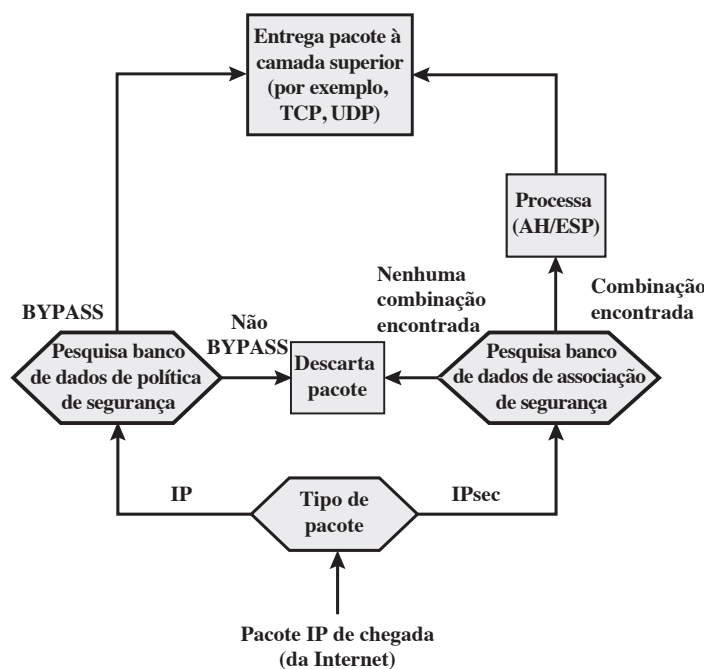 Entrega pacote à
camada superior
(por exemplo,
TCP, UDP)
Processa
(AH/ESP)
Nenhuma
combinação
encontrada
Combinação
encontrada
BYPASS
Não
BYPASS
Pesquisa banco
de dados de política
de segurança
Descarta
pacote
Pesquisa banco
de dados de associação
de segurança
IP
Tipo de
pacote
IPsec
Pacote IP de chegada
(da Internet)